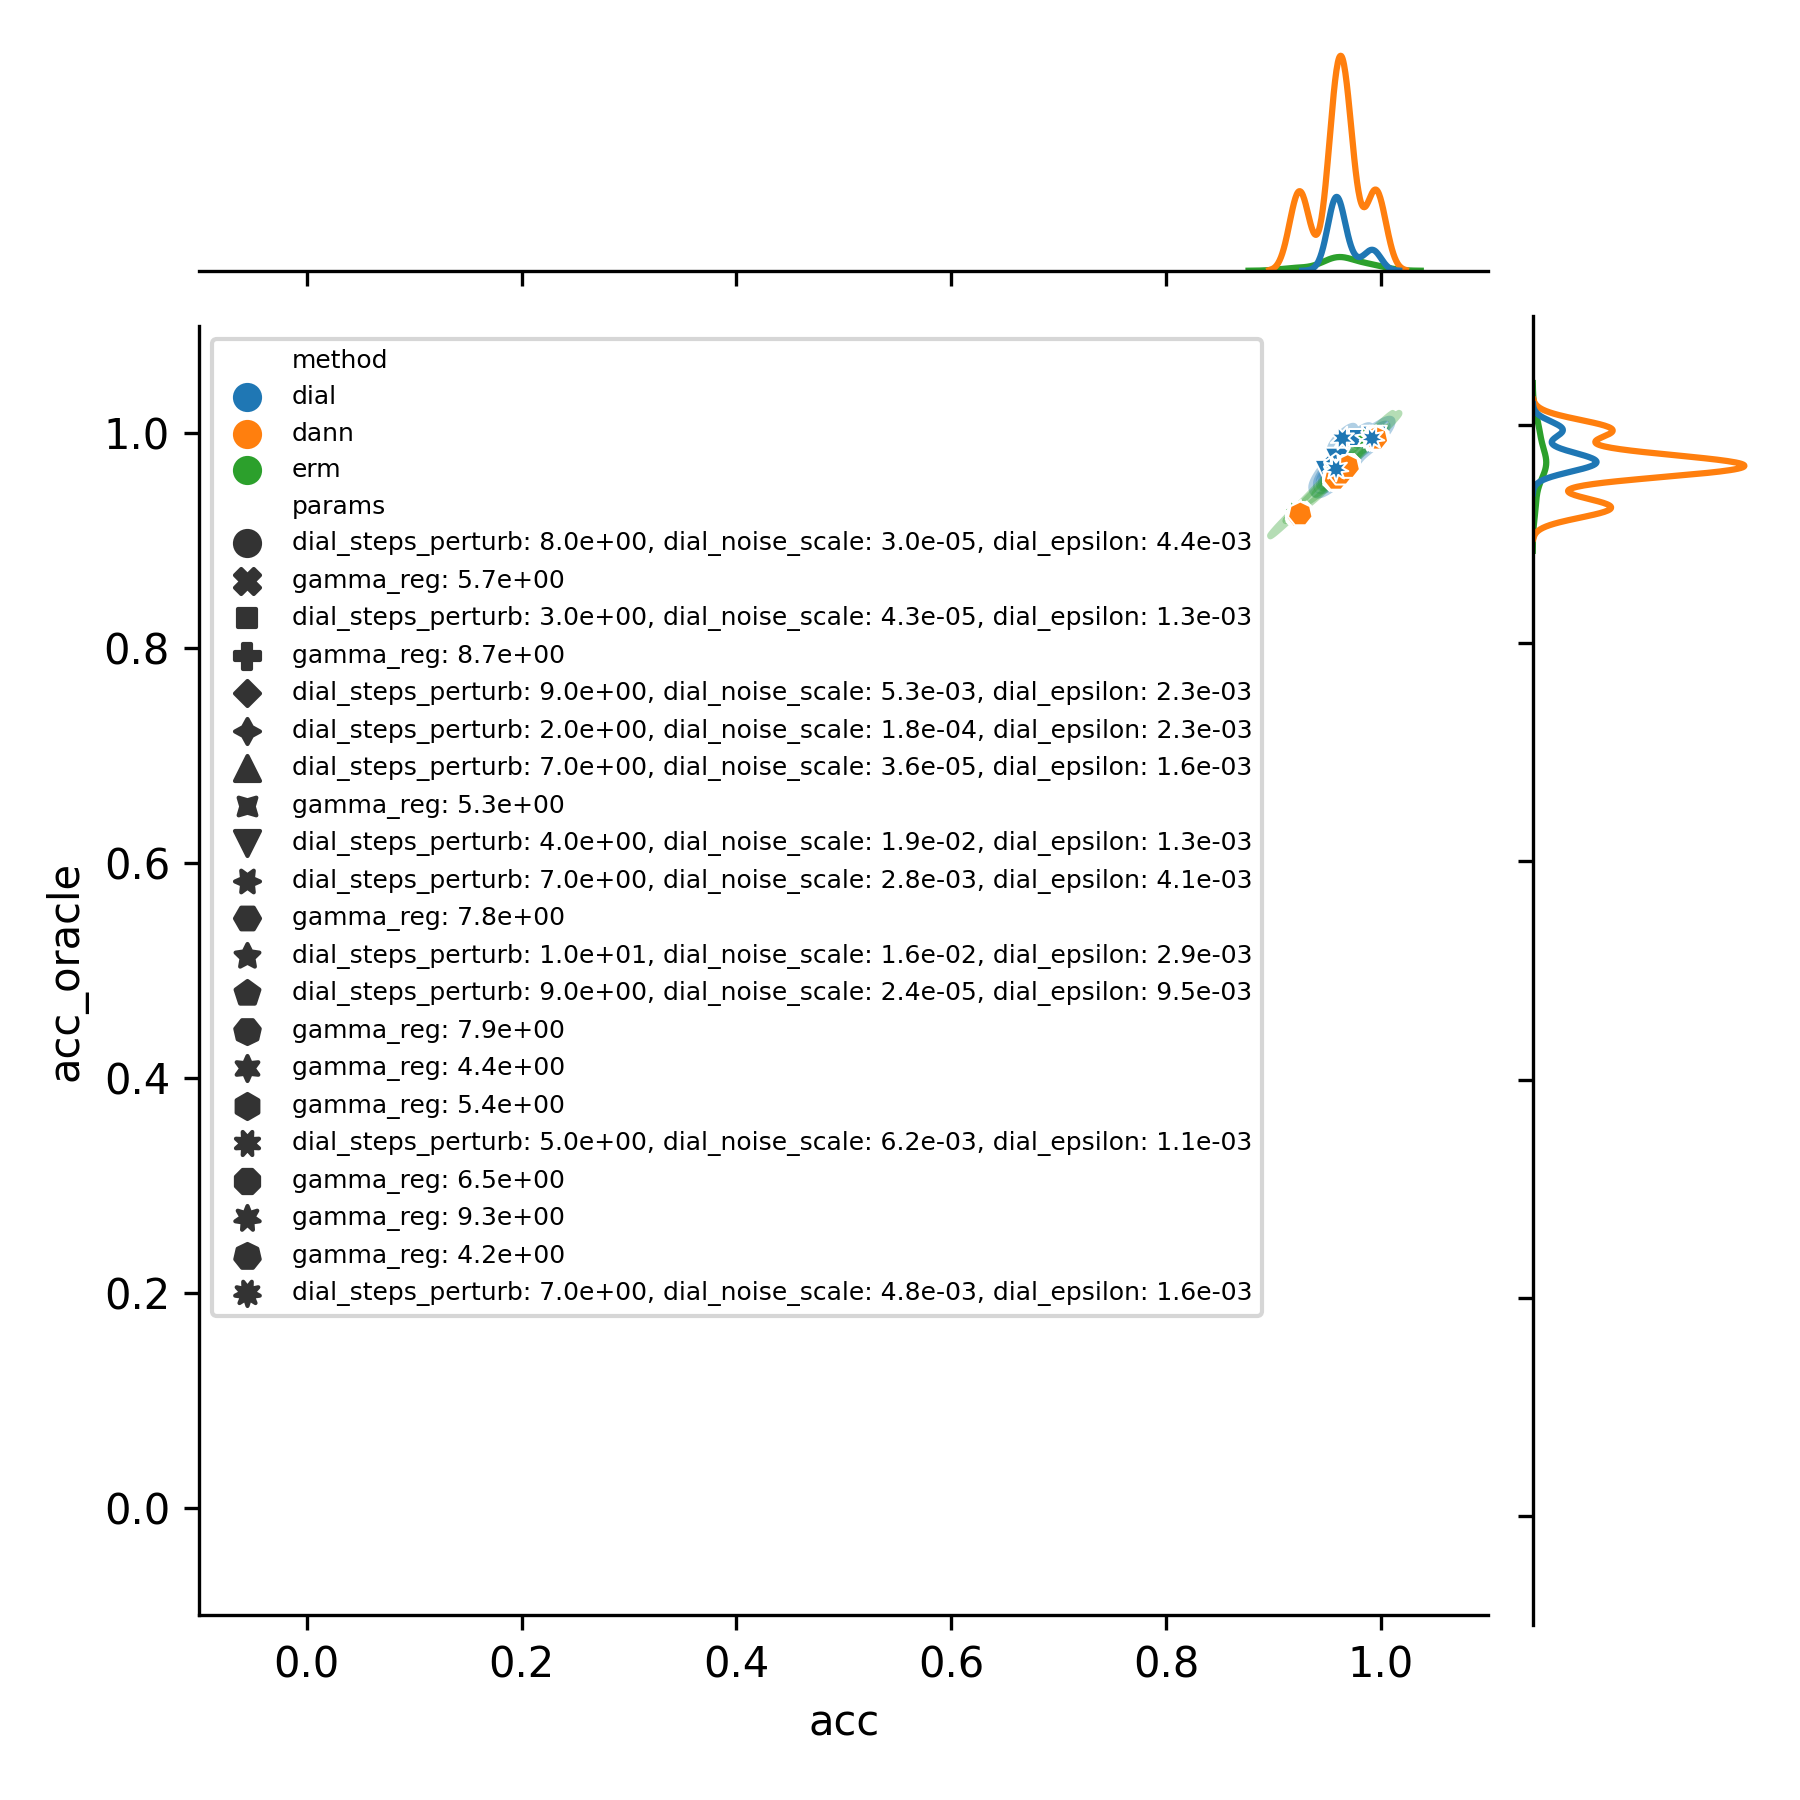 method
dial
dann
erm
params
dial_steps_perturb: 8.0e+00, dial_noise_scale: 3.0e-05, dial_epsilon: 4.4e-03
gamma_reg: 5.7e+00
dial_steps_perturb: 3.0e+00, dial_noise_scale: 4.3e-05, dial_epsilon: 1.3e-03
gamma_reg: 8.7e+00
dial_steps_perturb: 9.0e+00, dial_noise_scale: 5.3e-03, dial_epsilon: 2.3e-03
dial_steps_perturb: 2.0e+00, dial_noise_scale: 1.8e-04, dial_epsilon: 2.3e-03
dial_steps_perturb: 7.0e+00, dial_noise_scale: 3.6e-05, dial_epsilon: 1.6e-03
gamma_reg: 5.3e+00
dial_steps_perturb: 4.0e+00, dial_noise_scale: 1.9e-02, dial_epsilon: 1.3e-03
dial_steps_perturb: 7.0e+00, dial_noise_scale: 2.8e-03, dial_epsilon: 4.1e-03
gamma_reg: 7.8e+00
dial_steps_perturb: 1.0e+01, dial_noise_scale: 1.6e-02, dial_epsilon: 2.9e-03
dial_steps_perturb: 9.0e+00, dial_noise_scale: 2.4e-05, dial_epsilon: 9.5e-03
gamma_reg: 7.9e+00
gamma_reg: 4.4e+00
gamma_reg: 5.4e+00
dial_steps_perturb: 5.0e+00, dial_noise_scale: 6.2e-03, dial_epsilon: 1.1e-03
gamma_reg: 6.5e+00
gamma_reg: 9.3e+00
gamma_reg: 4.2e+00
dial_steps_perturb: 7.0e+00, dial_noise_scale: 4.8e-03, dial_epsilon: 1.6e-03
acc_oracle
1.0
0.8
0.6
0.4
0.2
0.0
0.0 0.2 0.4 0.6 0.8 1.0
acc